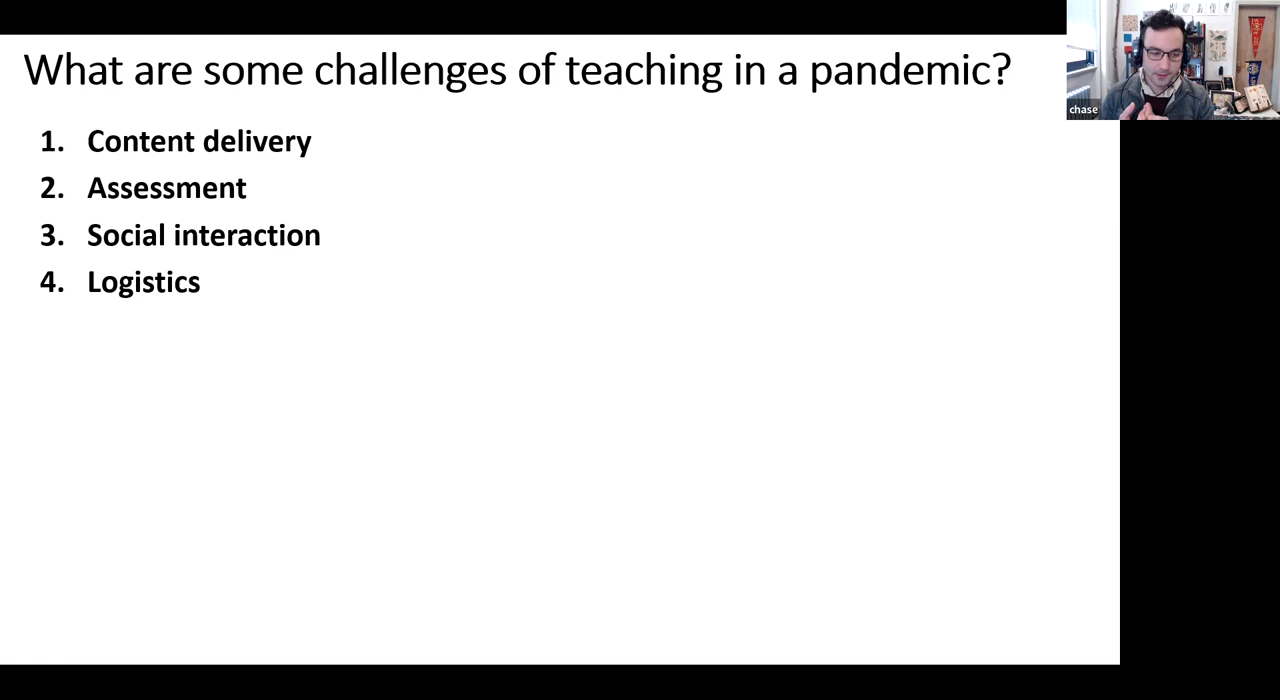 What are some challenges of teaching in a pandemic?
1. Content delivery
2. Assessment
3. Social interaction
4. Logistics
chase